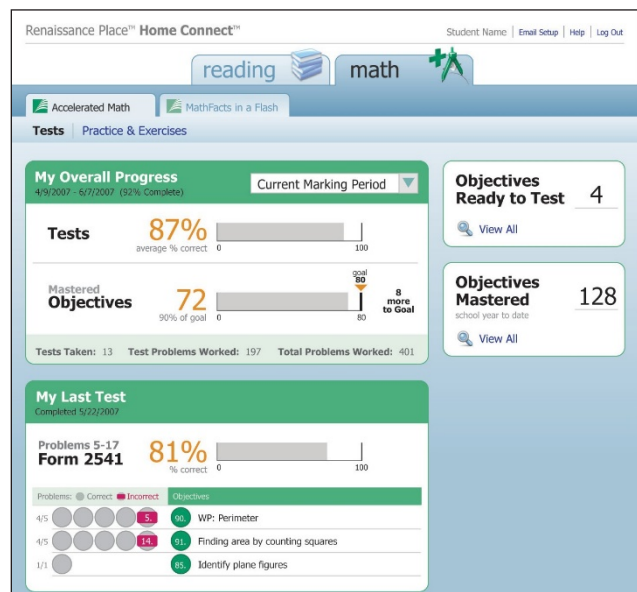 Renaissance Place™ Home Connect™
Student Name | Email Setup | Help | Log Out
reading math
Accelerated Math MathFacts in a Flash
Tests | Practice & Exercises
My Overall Progress
4/9/2007 - 6/7/2007 (92% Complete)
Current Marking Period
Tests 87%
average % correct 0 100
goal
80
Mastered
Objectives 72
90% of goal 0 80
8
more
to Goal
Tests Taken: 13 Test Problems Worked: 197 Total Problems Worked: 401
Objectives
Ready to Test 4
View All
Objectives
Mastered 128
school year to date
View All
My Last Test
Completed 5/22/2007
Problems 5-17
Form 2541 81%
% correct 0 100
Problems: Correct Incorrect Objectives
4/5 5. 90. WP: Perimeter
4/5 14. 91. Finding area by counting squares
1/1 85. Identify plane figures